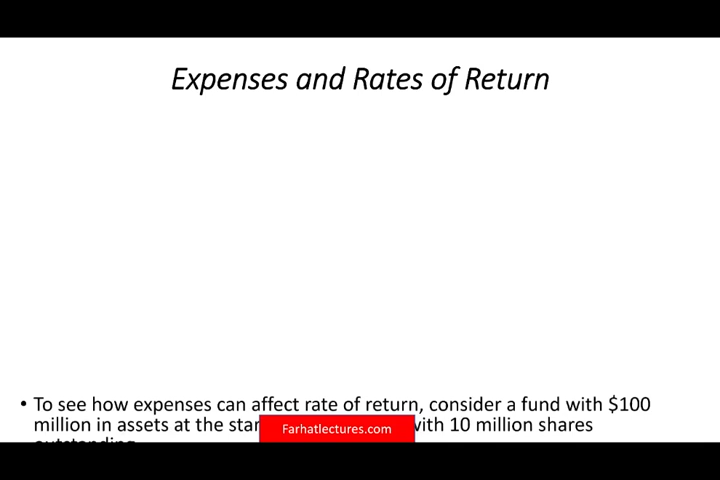 Expenses and Rates of Return
• To see how expenses can affect rate of return, consider a fund with $100
million in assets at the with 10 million shares
Farhatlectures.com
outstanding